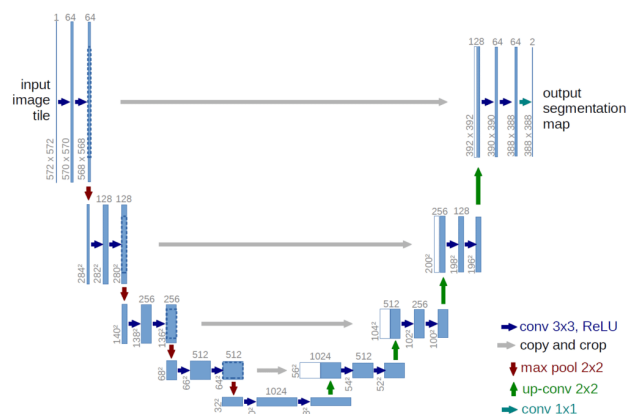 1 64 64
128 64 64 2
input
image
tile
output
segmentation
map
572 x 572
570 x 570
568 x 568
392 x 392
390 x 390
388 x 388
388 x 388
128 128
256 128
284²
282²
280²
200²
198²
196²
256 256
512 256
140²
138²
136²
104²
102²
100²
512 512
1024 512
68²
66²
64²
56²
54²
52²
1024
32²
conv 3x3, ReLU
copy and crop
max pool 2x2
up-conv 2x2
conv 1x1